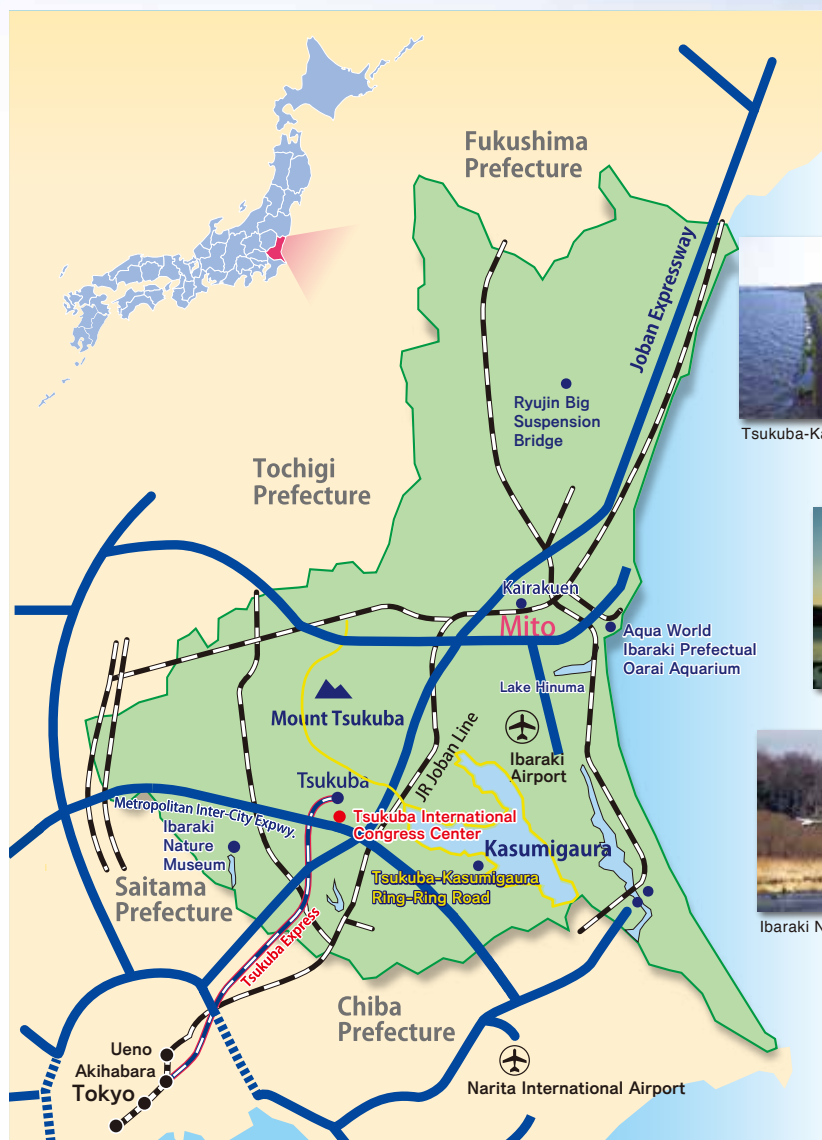 Fukushima
Prefecture
Joban Expressway
Ryujin Big
Suspension
Bridge
Tsukuba-Ka
Tochigi
Prefecture
Kairakuen
Mito
Aqua World
Ibaraki Prefectual
Oarai Aquarium
Lake Hinuma
Mount Tsukuba
JR Joban Line
Ibaraki
Airport
Tsukuba
Metropolitan Inter-City Expwy.
Tsukuba International
Congress Center
Ibaraki
Nature
Museum
Kasumigaura
Tsukuba-Kasumigaura
Ring-Ring Road
Saitama
Prefecture
Ibaraki N
Tsukuba Express
Chiba
Prefecture
Ueno
Akihabara
Tokyo
Narita International Airport